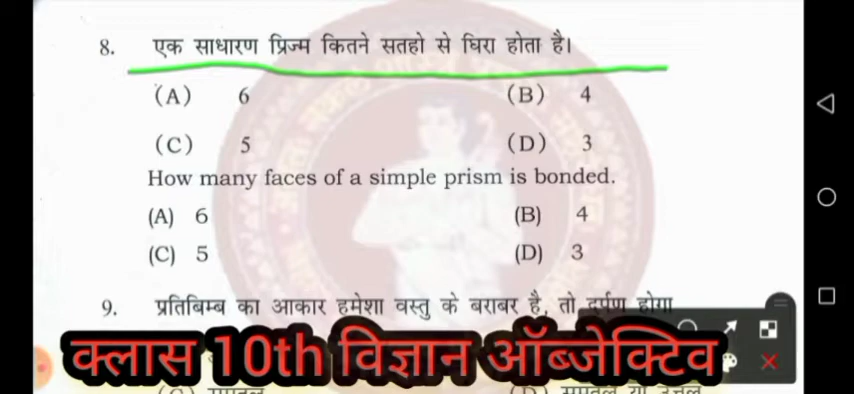 8. एक साधारण प्रिज्म कितने सतहो से घिरा होता है।
(A) 6 (B) 4
(C) 5 (D) 3
How many faces of a simple prism is bonded.
(A) 6 (B) 4
(C) 5 (D) 3
9. प्रतिबिम्ब का आकार हमेशा वस्तु के बराबर है, तो दर्पण होगा
क्लास 10th विज्ञान ऑब्जेक्टिव